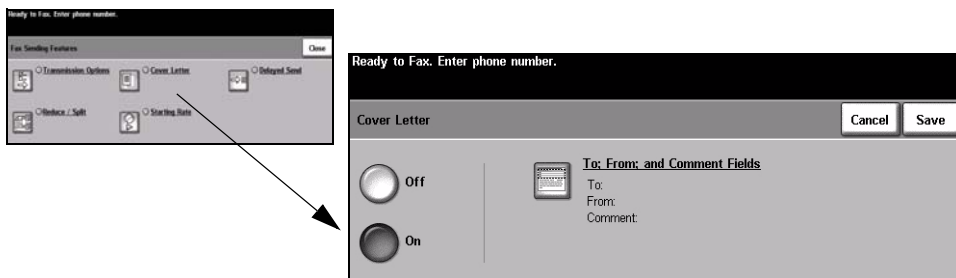 Ready to Fax. Enter phone number.
Fax Sending Features
Close
Transmission Options
Cover Letter
Delayed Send
Reduce / Split
Starting Rate
Ready to Fax. Enter phone number.
Cover Letter
Cancel
Save
Off
To; From; and Comment Fields
To:
From:
Comment:
On